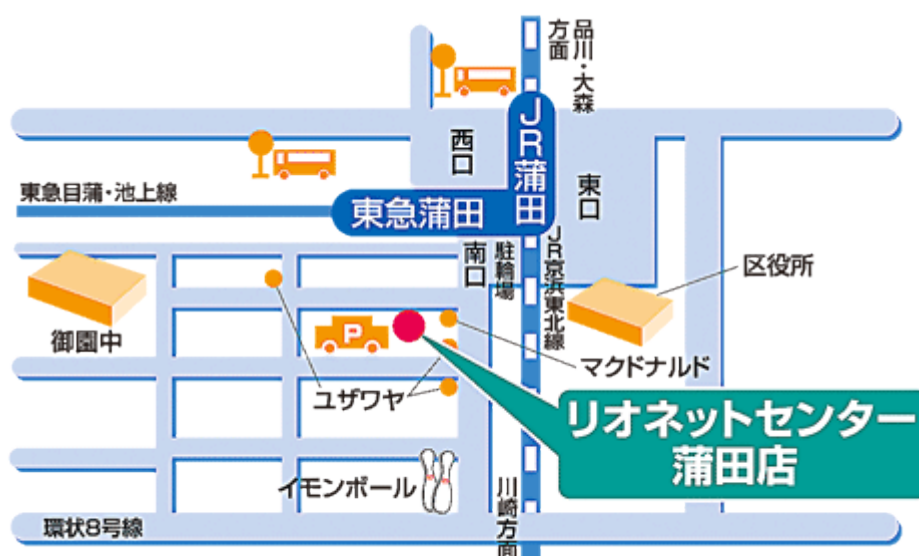 品川・大森
方面
JR蒲田
西口
東口
東急目蒲・池上線
東急蒲田
南口
駐輪場
JR京浜東北線
区役所
御園中
P
マクドナルド
ユザワヤ
リオネットセンター
蒲田店
イモンボール
川崎方面
環状8号線